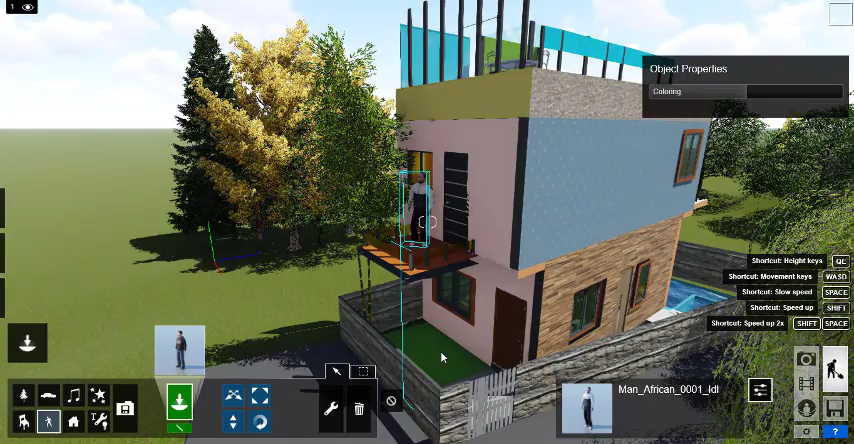 1
Object Properties
Coloring
Shortcut: Height keys QE
Shortcut: Movement keys WASD
Shortcut: Slow speed SPACE
Shortcut: Speed up SHIFT
Shortcut: Speed up 2x SHIFT SPACE
Man_African_0001_Idl
?